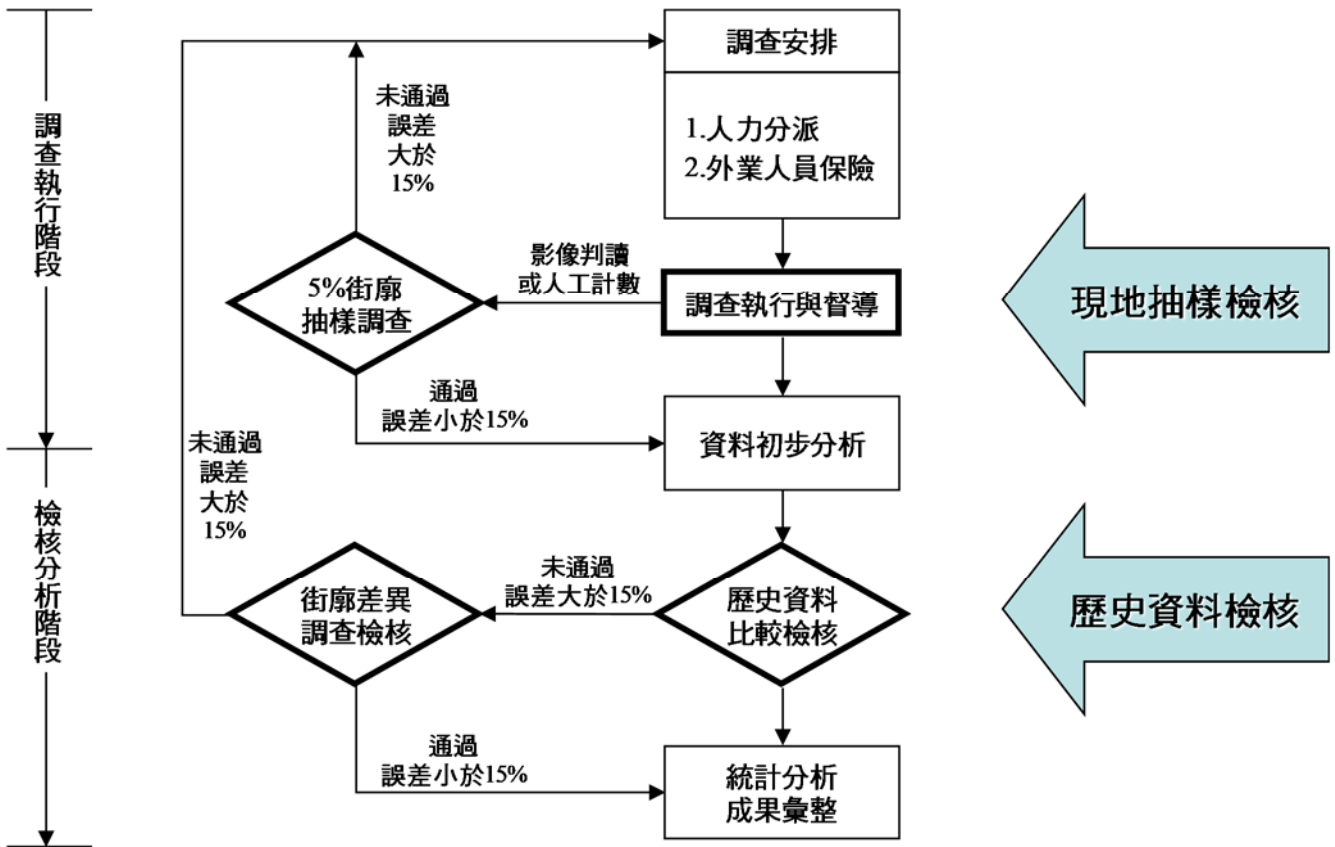 調查執行階段
檢核分析階段
調查安排
1.人力分派
2.外業人員保險
未通過
誤差
大於
15%
影像判讀
或人工計數
5%街廓
抽樣調查
調查執行與督導
現地抽樣檢核
通過
誤差小於15%
資料初步分析
未通過
誤差
大於
15%
未通過
誤差大於15%
街廓差異
調查檢核
歷史資料
比較檢核
歷史資料檢核
通過
誤差小於15%
統計分析
成果彙整